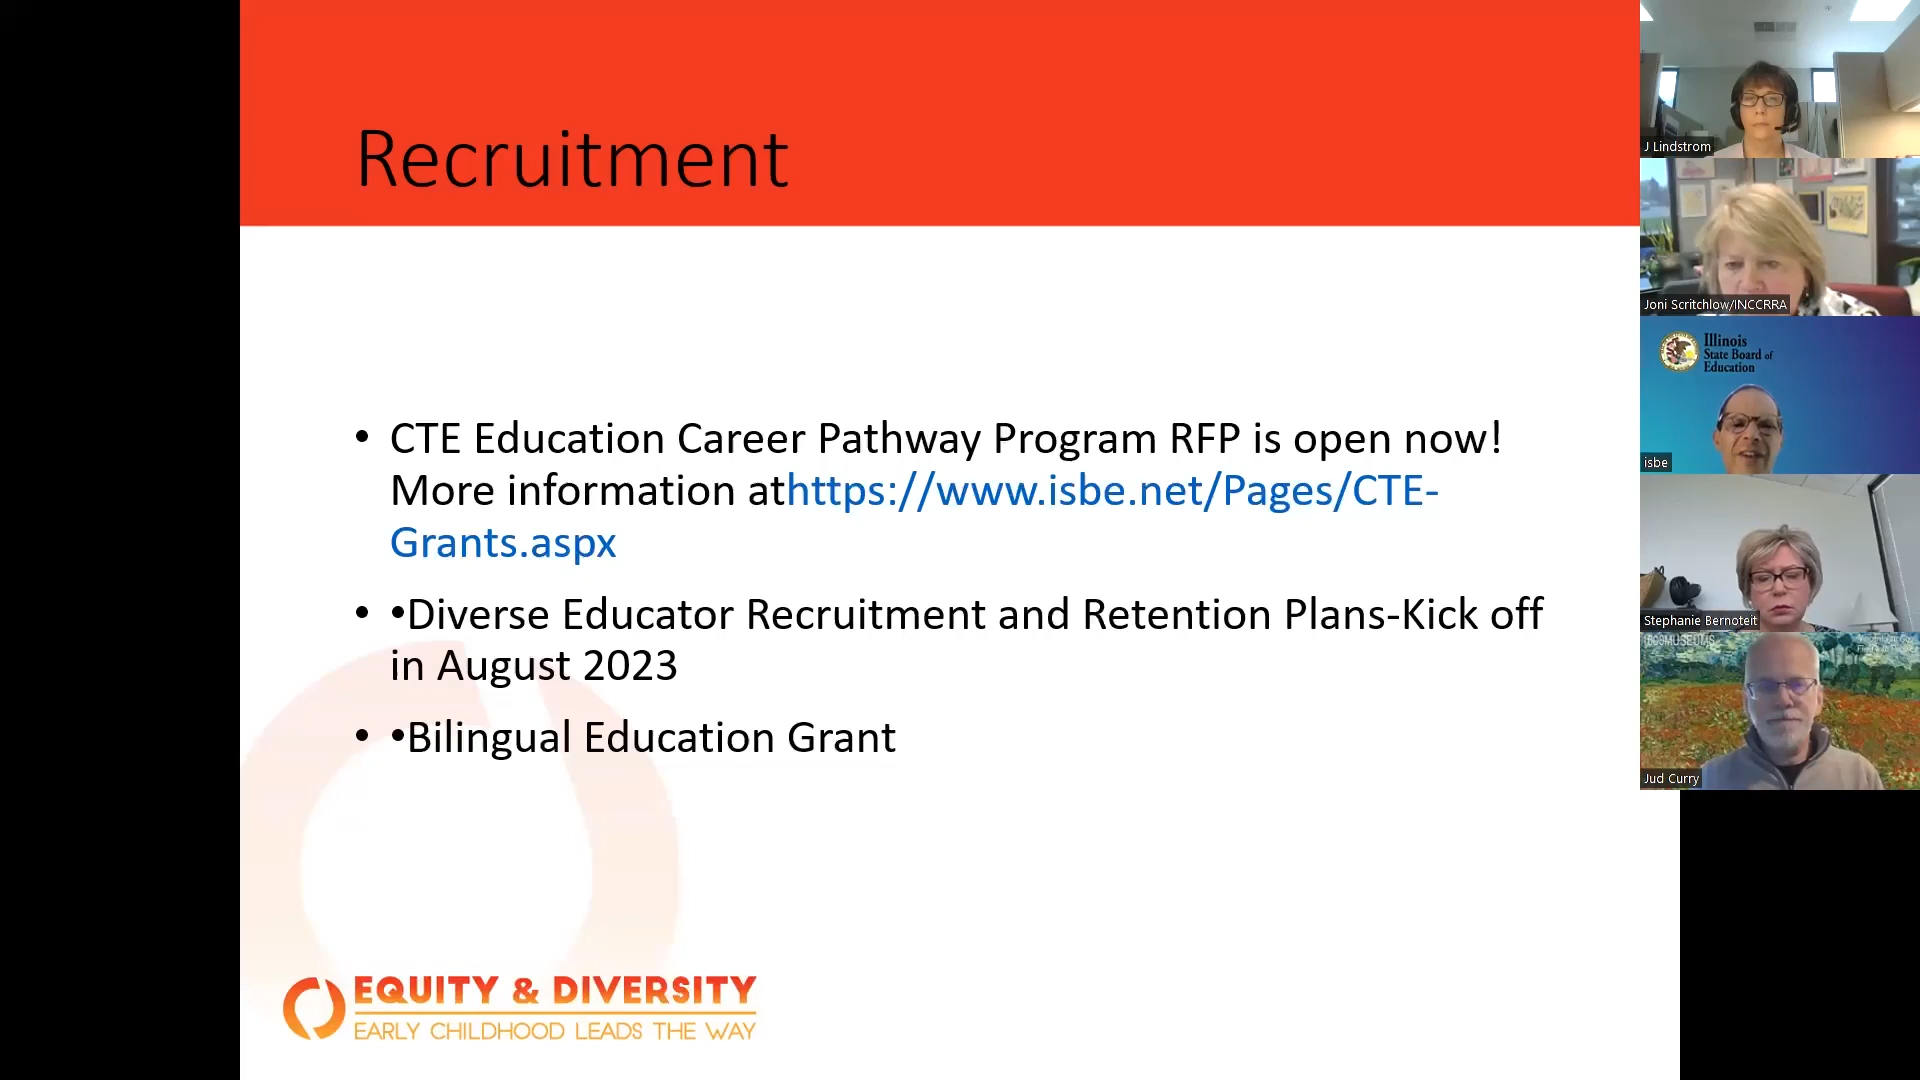 Recruitment
• CTE Education Career Pathway Program RFP is open now!
More information athttps://www.isbe.net/Pages/CTE-
Grants.aspx
• •Diverse Educator Recruitment and Retention Plans-Kick off
in August 2023
• •Bilingual Education Grant
EQUITY & DIVERSITY
EARLY CHILDHOOD LEADS THE WAY
J Lindstrom
Joni Scritchlow/INCCRRA
Illinois
State Board of
Education
isbe
Stephanie Bernoteit
Jud Curry